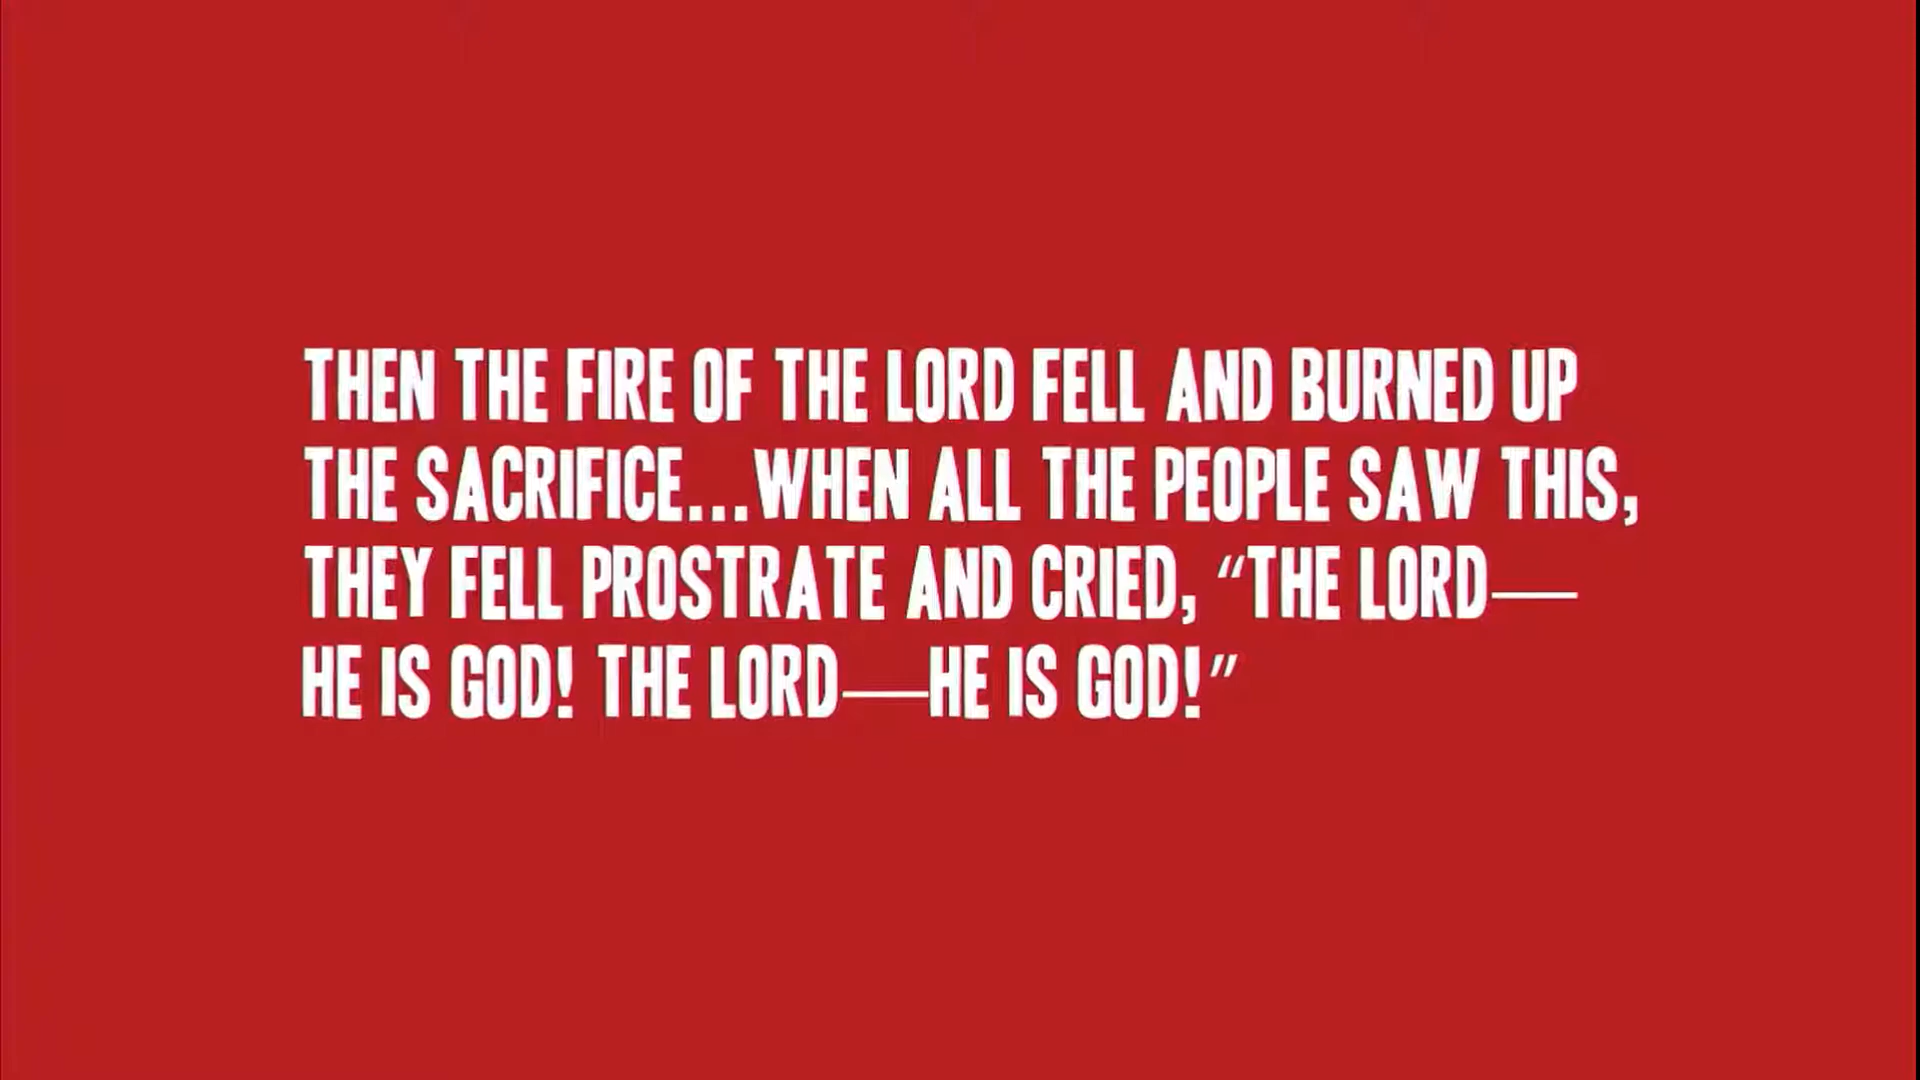 THEN THE FIRE OF THE LORD FELL AND BURNED UP
THE SACRIFICE...WHEN ALL THE PEOPLE SAW THIS,
THEY FELL PROSTRATE AND CRIED, “THE LORD—
HE IS GOD! THE LORD—HE IS GOD!”